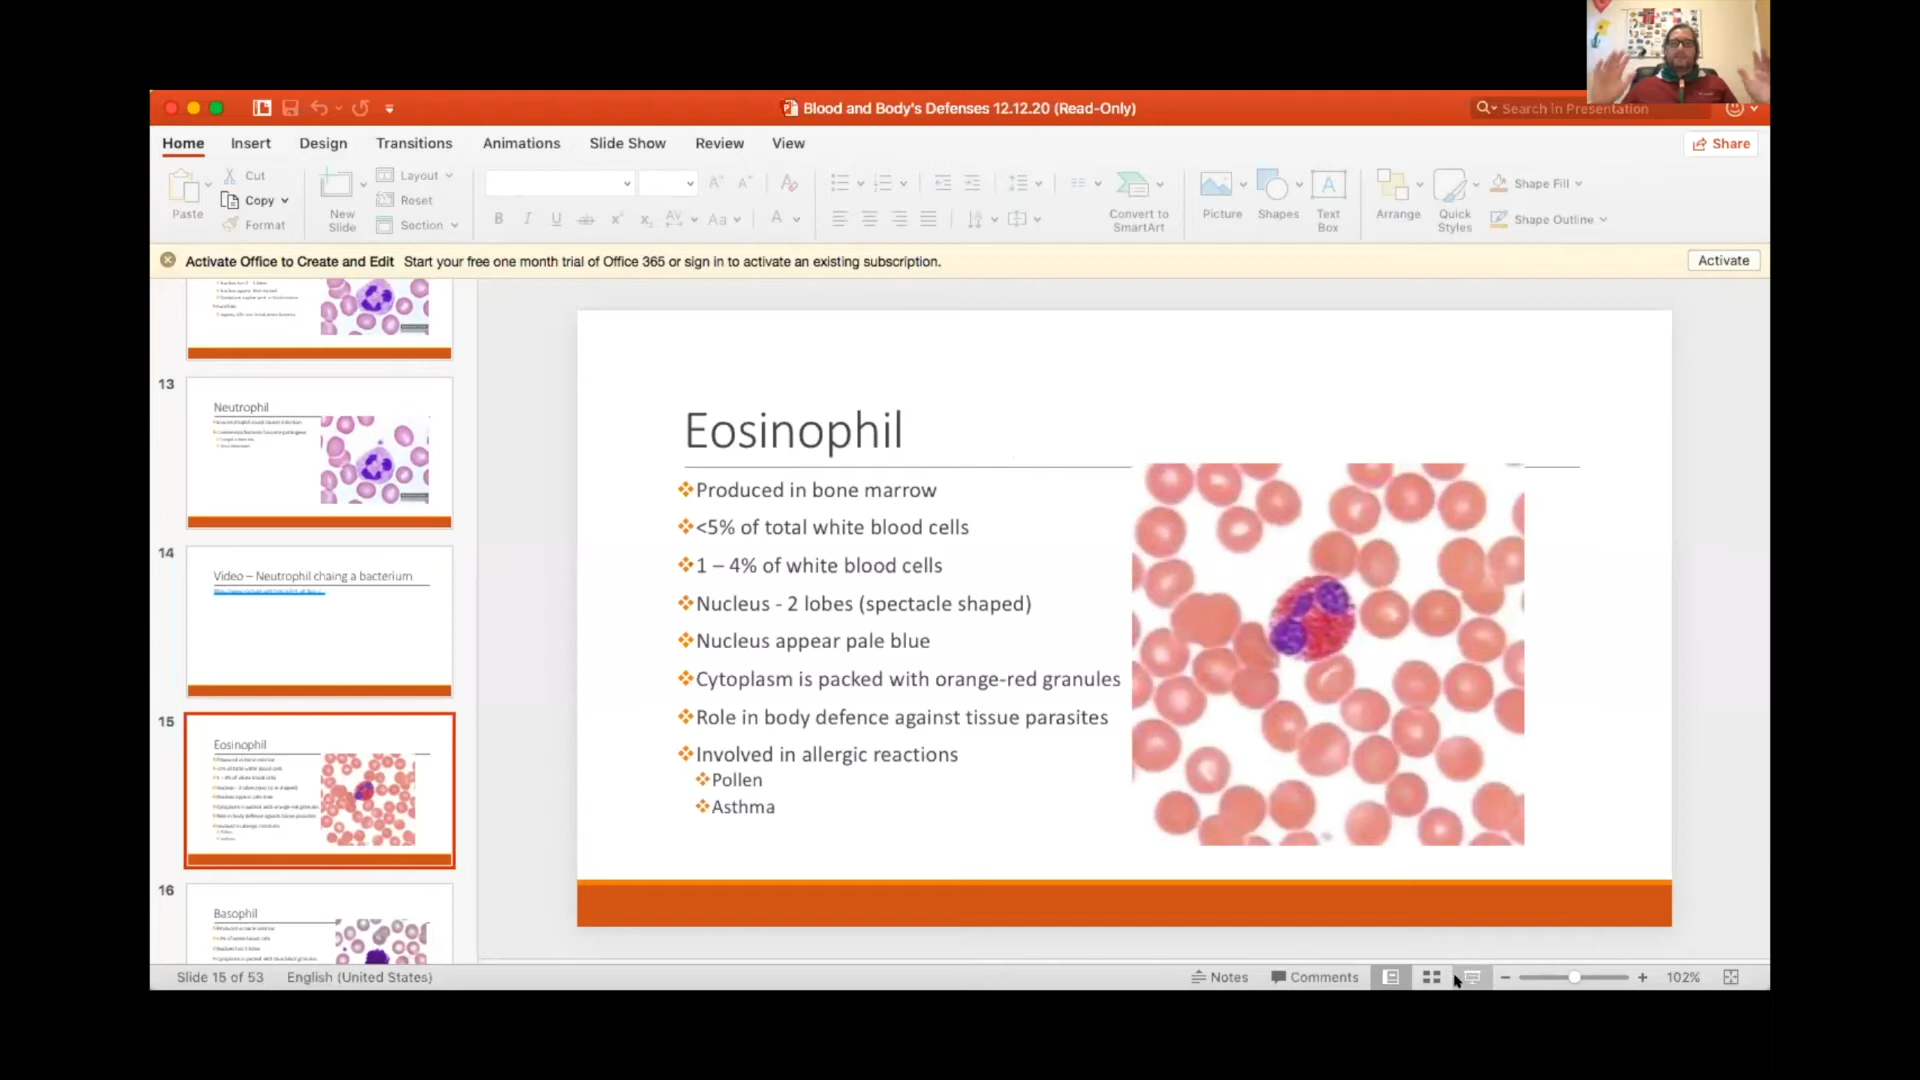 Blood and Body's Defenses 12.12.20 (Read-Only)
Search in Presentation
Home Insert Design Transitions Animations Slide Show Review View
Share
Paste
Cut
Copy
Format
New
Slide
Layout
Reset
Section
B I U
Convert to
SmartArt
Picture
Shapes
Text
Box
Arrange
Quick
Styles
Shape Fill
Shape Outline
Activate Office to Create and Edit Start your free one month trial of Office 365 or sign in to activate an existing subscription.
Activate
13
Neutrophil
14
Video – Neutrophil chaing a bacterium
15
Eosinophil
16
Basophil
Eosinophil
Produced in bone marrow
<5% of total white blood cells
1 – 4% of white blood cells
Nucleus - 2 lobes (spectacle shaped)
Nucleus appear pale blue
Cytoplasm is packed with orange-red granules
Role in body defence against tissue parasites
Involved in allergic reactions
Pollen
Asthma
Slide 15 of 53 English (United States)
Notes Comments 102%